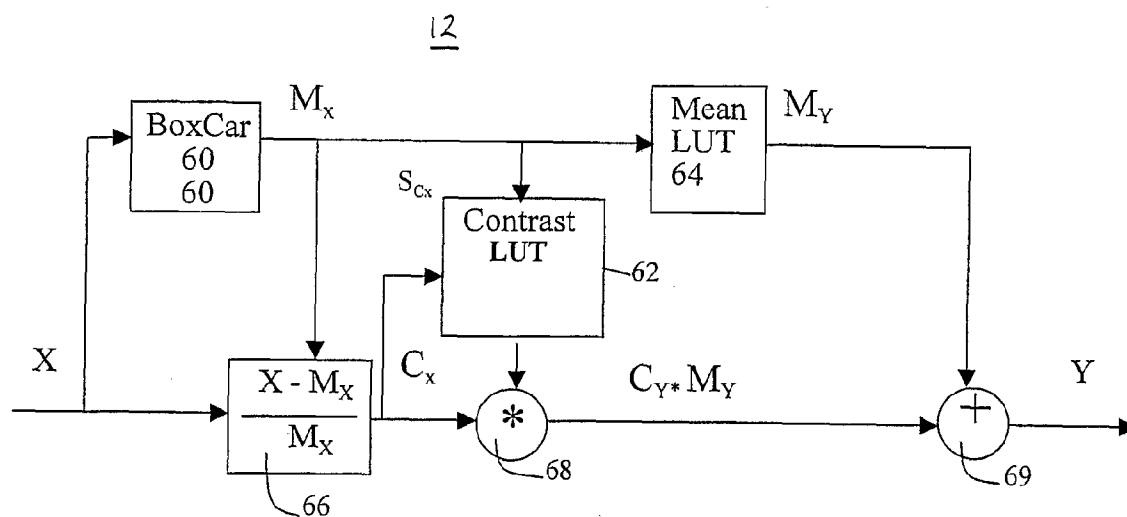 12
BoxCar
60
60
Mx
Mean
LUT
64
MY
SCx
Contrast
LUT
62
X
X - MX
MX
66
Cx
*
68
CY* MY
+
69
Y